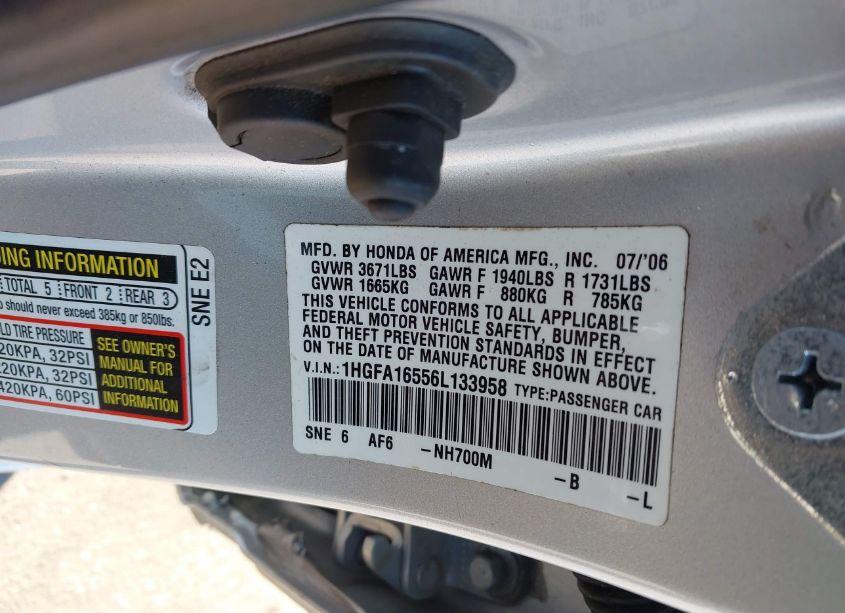 DING INFORMATION
TOTAL 5 FRONT 2 REAR 3
should never exceed 385kg or 850lbs.
SNE E2
LD TIRE PRESSURE
20KPA, 32PSI
20KPA, 32PSI
420KPA, 60PSI
SEE OWNER'S
MANUAL FOR
ADDITIONAL
INFORMATION
MFD. BY HONDA OF AMERICA MFG., INC. 07/'06
GVWR 3671LBS GAWR F 1940LBS R 1731LBS
GVWR 1665KG GAWR F 880KG R 785KG
THIS VEHICLE CONFORMS TO ALL APPLICABLE
FEDERAL MOTOR VEHICLE SAFETY, BUMPER,
AND THEFT PREVENTION STANDARDS IN EFFECT
ON THE DATE OF MANUFACTURE SHOWN ABOVE.
V.I.N.: 1HGFA16556L133958 TYPE:PASSENGER CAR
SNE 6 AF6 -NH700M -B -L